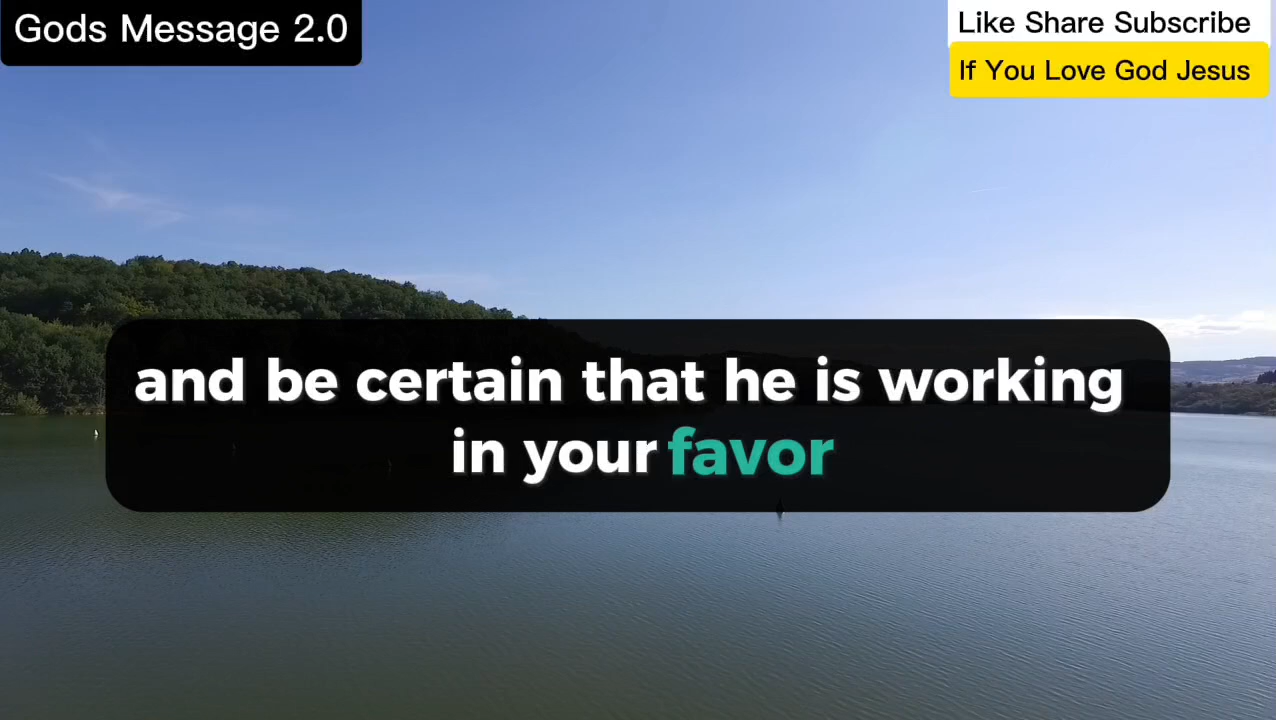 Gods Message 2.0
Like Share Subscribe
If You Love God Jesus
and be certain that he is working
in your favor